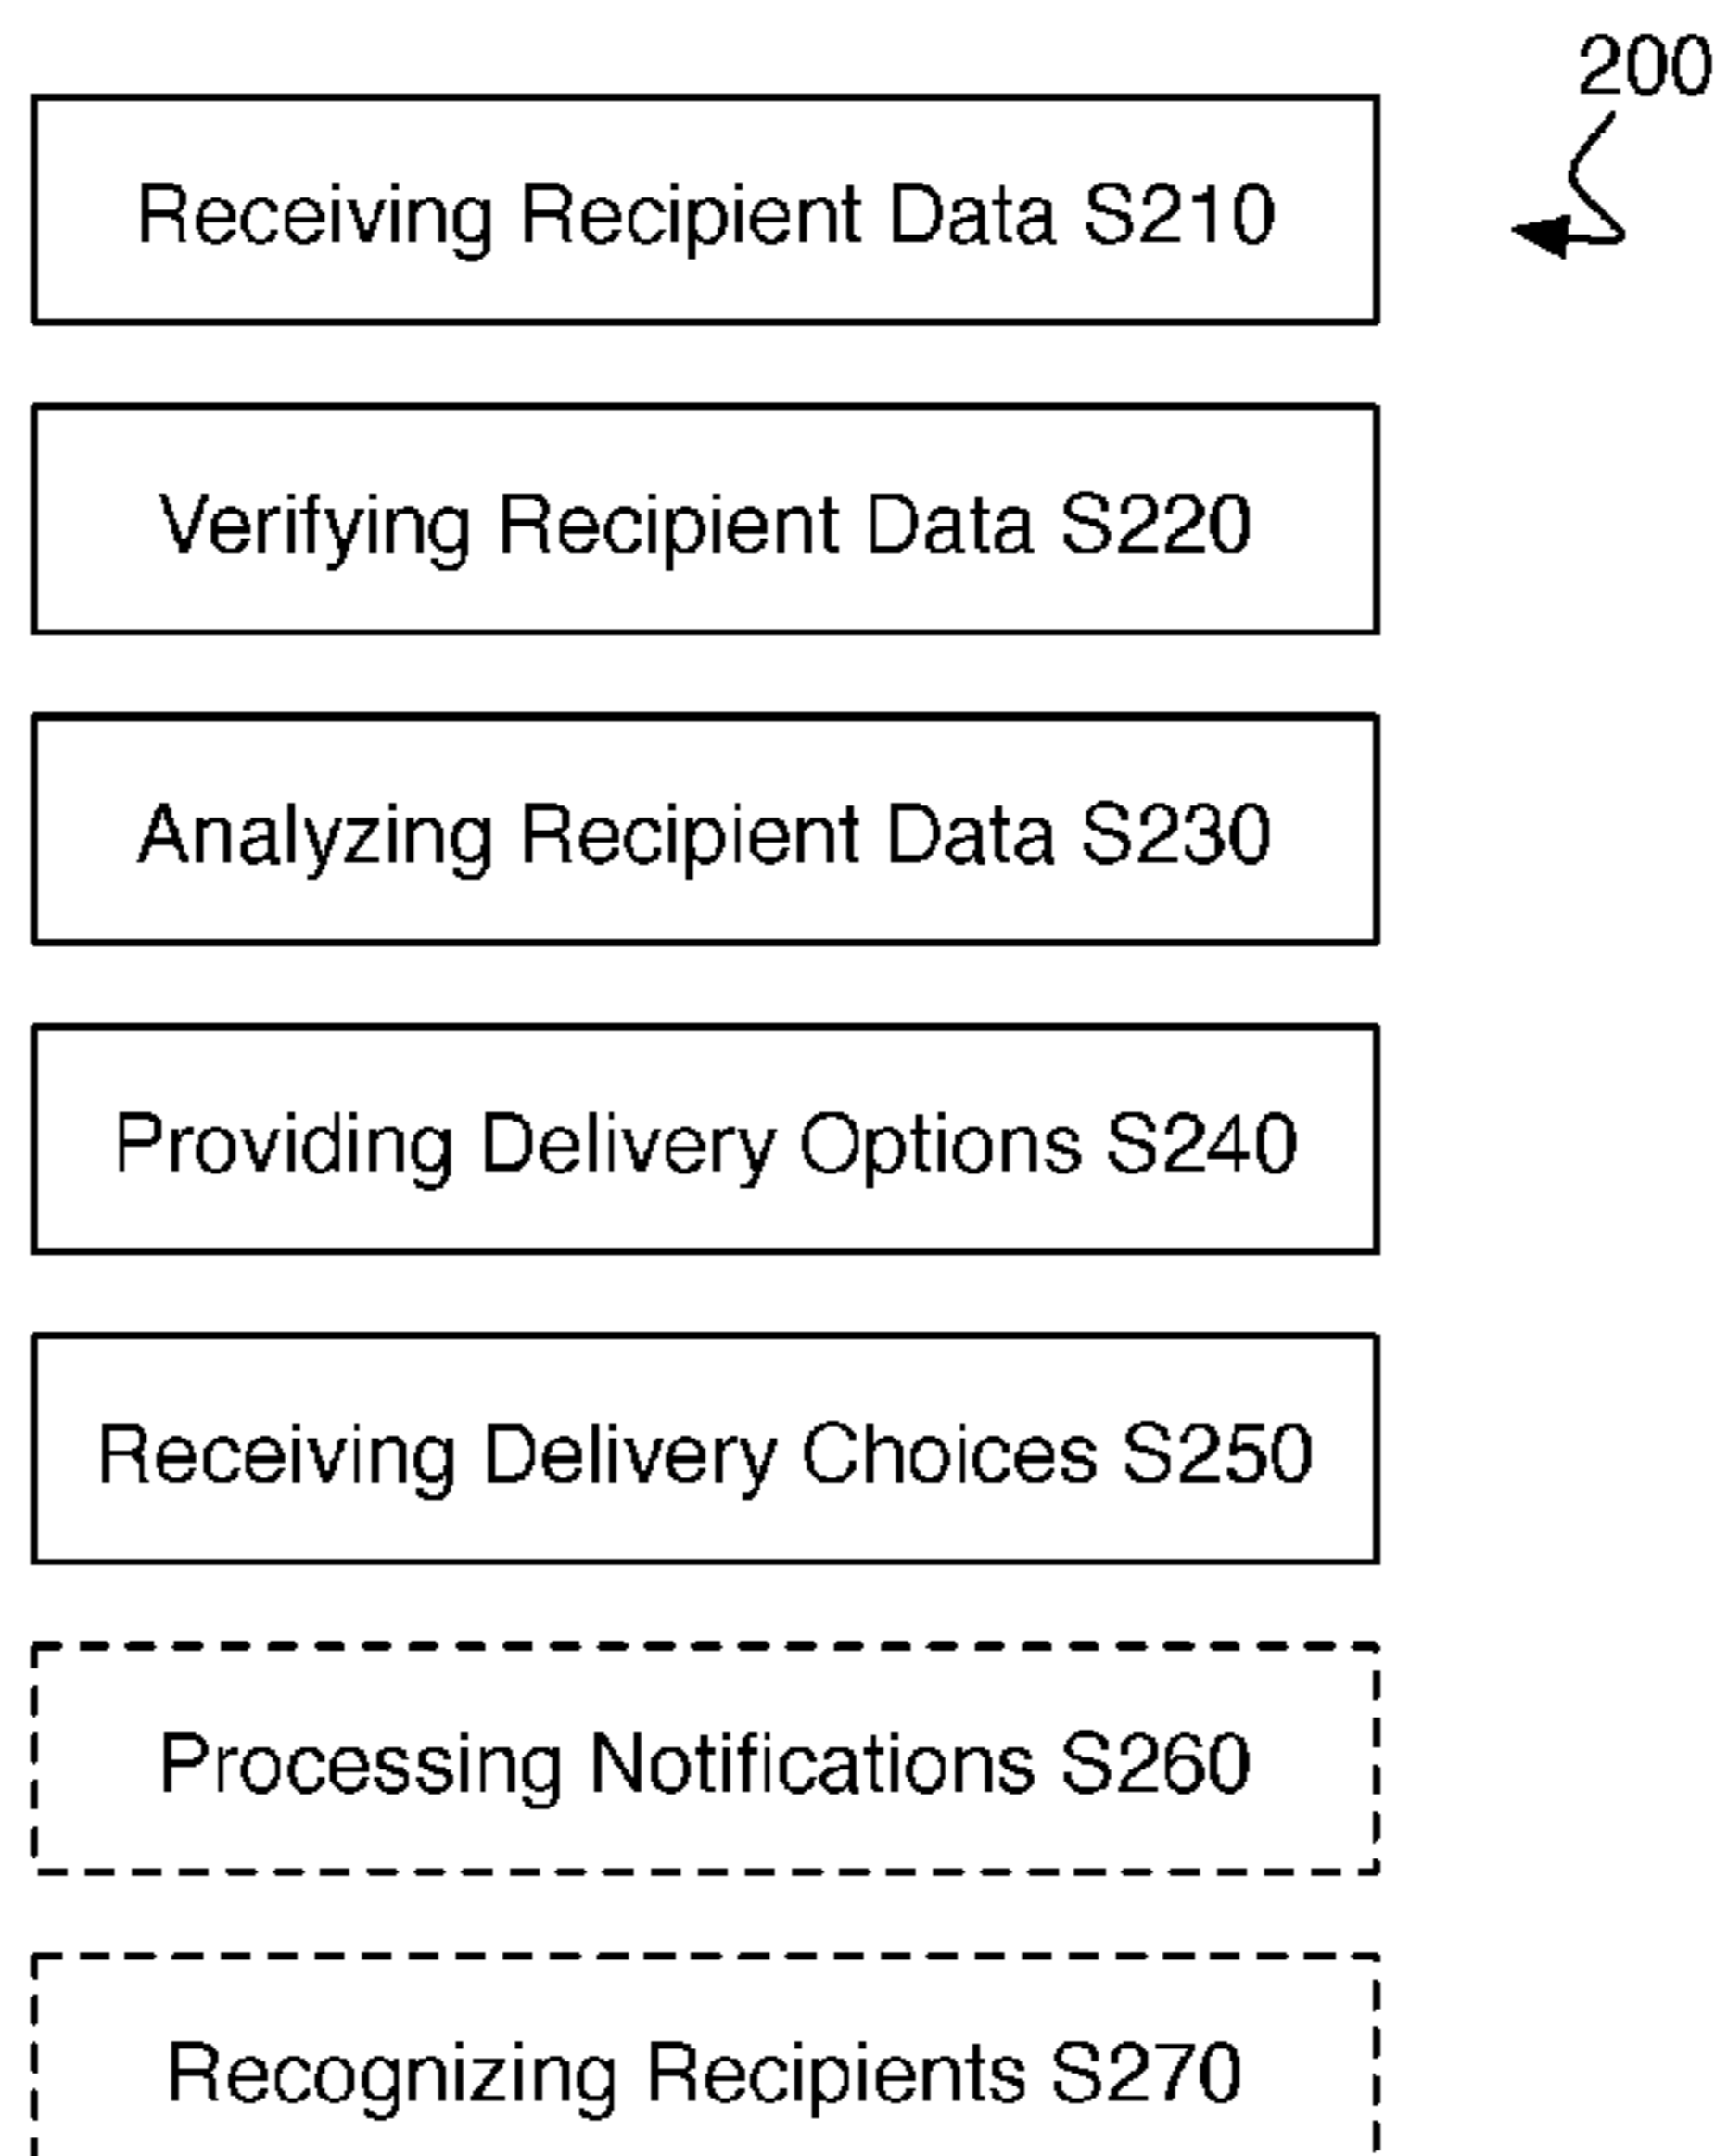 200
Receiving Recipient Data S210
Verifying Recipient Data S220
Analyzing Recipient Data S230
Providing Delivery Options S240
Receiving Delivery Choices S250
Processing Notifications S260
Recognizing Recipients S270